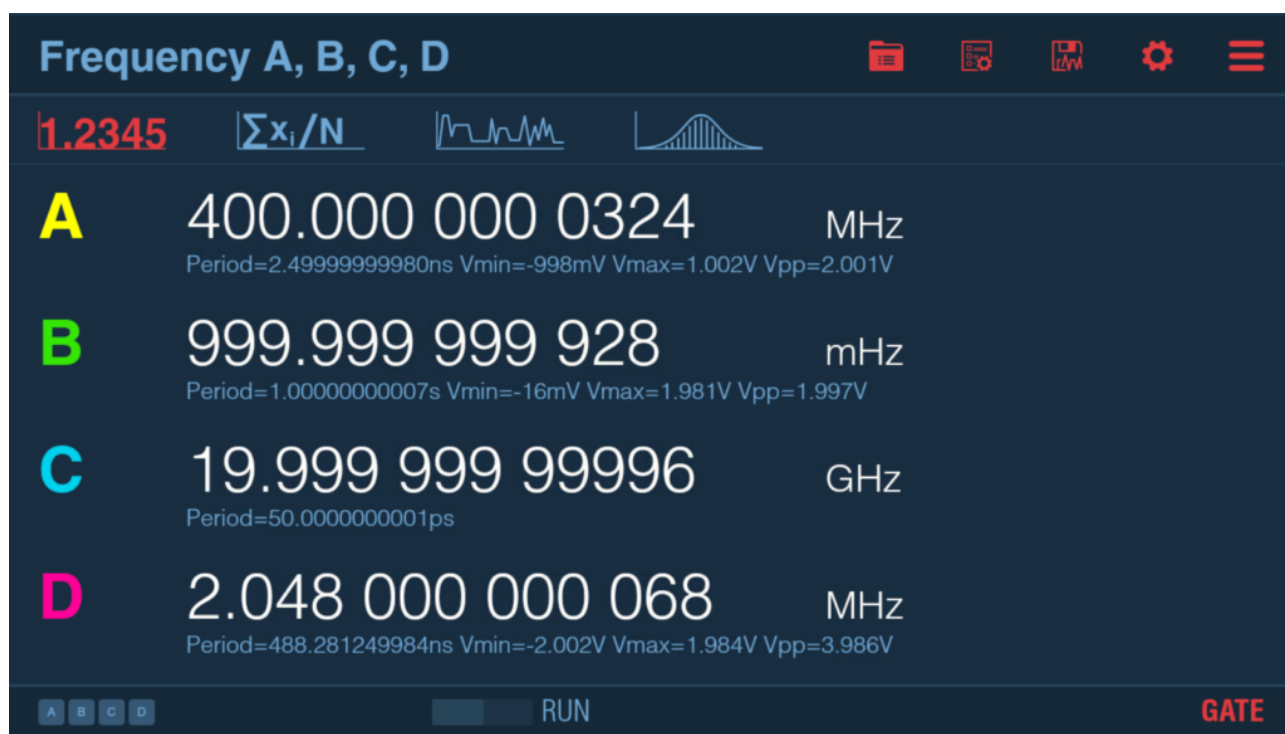 Frequency A, B, C, D
1.2345 Σxᵢ/N
A 400.000 000 0324 MHz
Period=2.49999999980ns Vmin=-998mV Vmax=1.002V Vpp=2.001V
B 999.999 999 928 mHz
Period=1.00000000007s Vmin=-16mV Vmax=1.981V Vpp=1.997V
C 19.999 999 99996 GHz
Period=50.0000000001ps
D 2.048 000 000 068 MHz
Period=488.281249984ns Vmin=-2.002V Vmax=1.984V Vpp=3.986V
A B C D RUN GATE